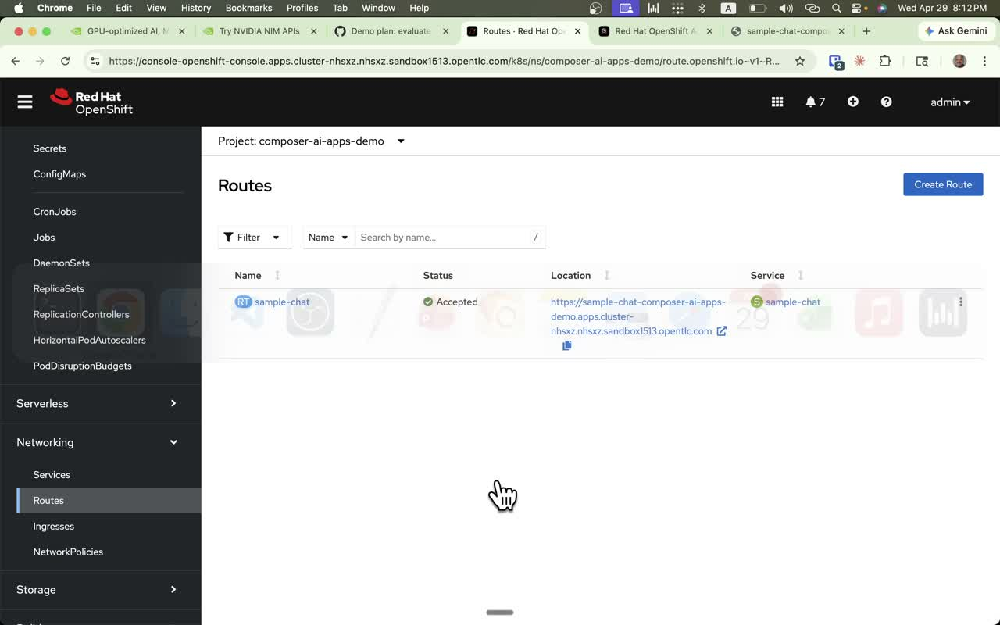 Chrome File Edit View History Bookmarks Profiles Tab Window Help A Wed Apr 29 8:12 PM
GPU-optimized AI, M Try NVIDIA NIM APIs Demo plan: evaluate Routes · Red Hat Ope Red Hat OpenShift A sample-chat-compo Ask Gemini
https://console-openshift-console.apps.cluster-nhsxz.nhsxz.sandbox1513.opentlc.com/k8s/ns/composer-ai-apps-demo/route.openshift.io~v1~R... 2
Red Hat
OpenShift
7
admin
Secrets
ConfigMaps
CronJobs
Jobs
DaemonSets
ReplicaSets
ReplicationControllers
HorizontalPodAutoscalers
PodDisruptionBudgets
Serverless
Networking
Services
Routes
Ingresses
NetworkPolicies
Storage
Project: composer-ai-apps-demo
Routes
Create Route
Filter Name Search by name... /
Name Status Location Service
RT sample-chat Accepted https://sample-chat-composer-ai-apps- S sample-chat
demo.apps.cluster-
nhsxz.nhsxz.sandbox1513.opentlc.com
29